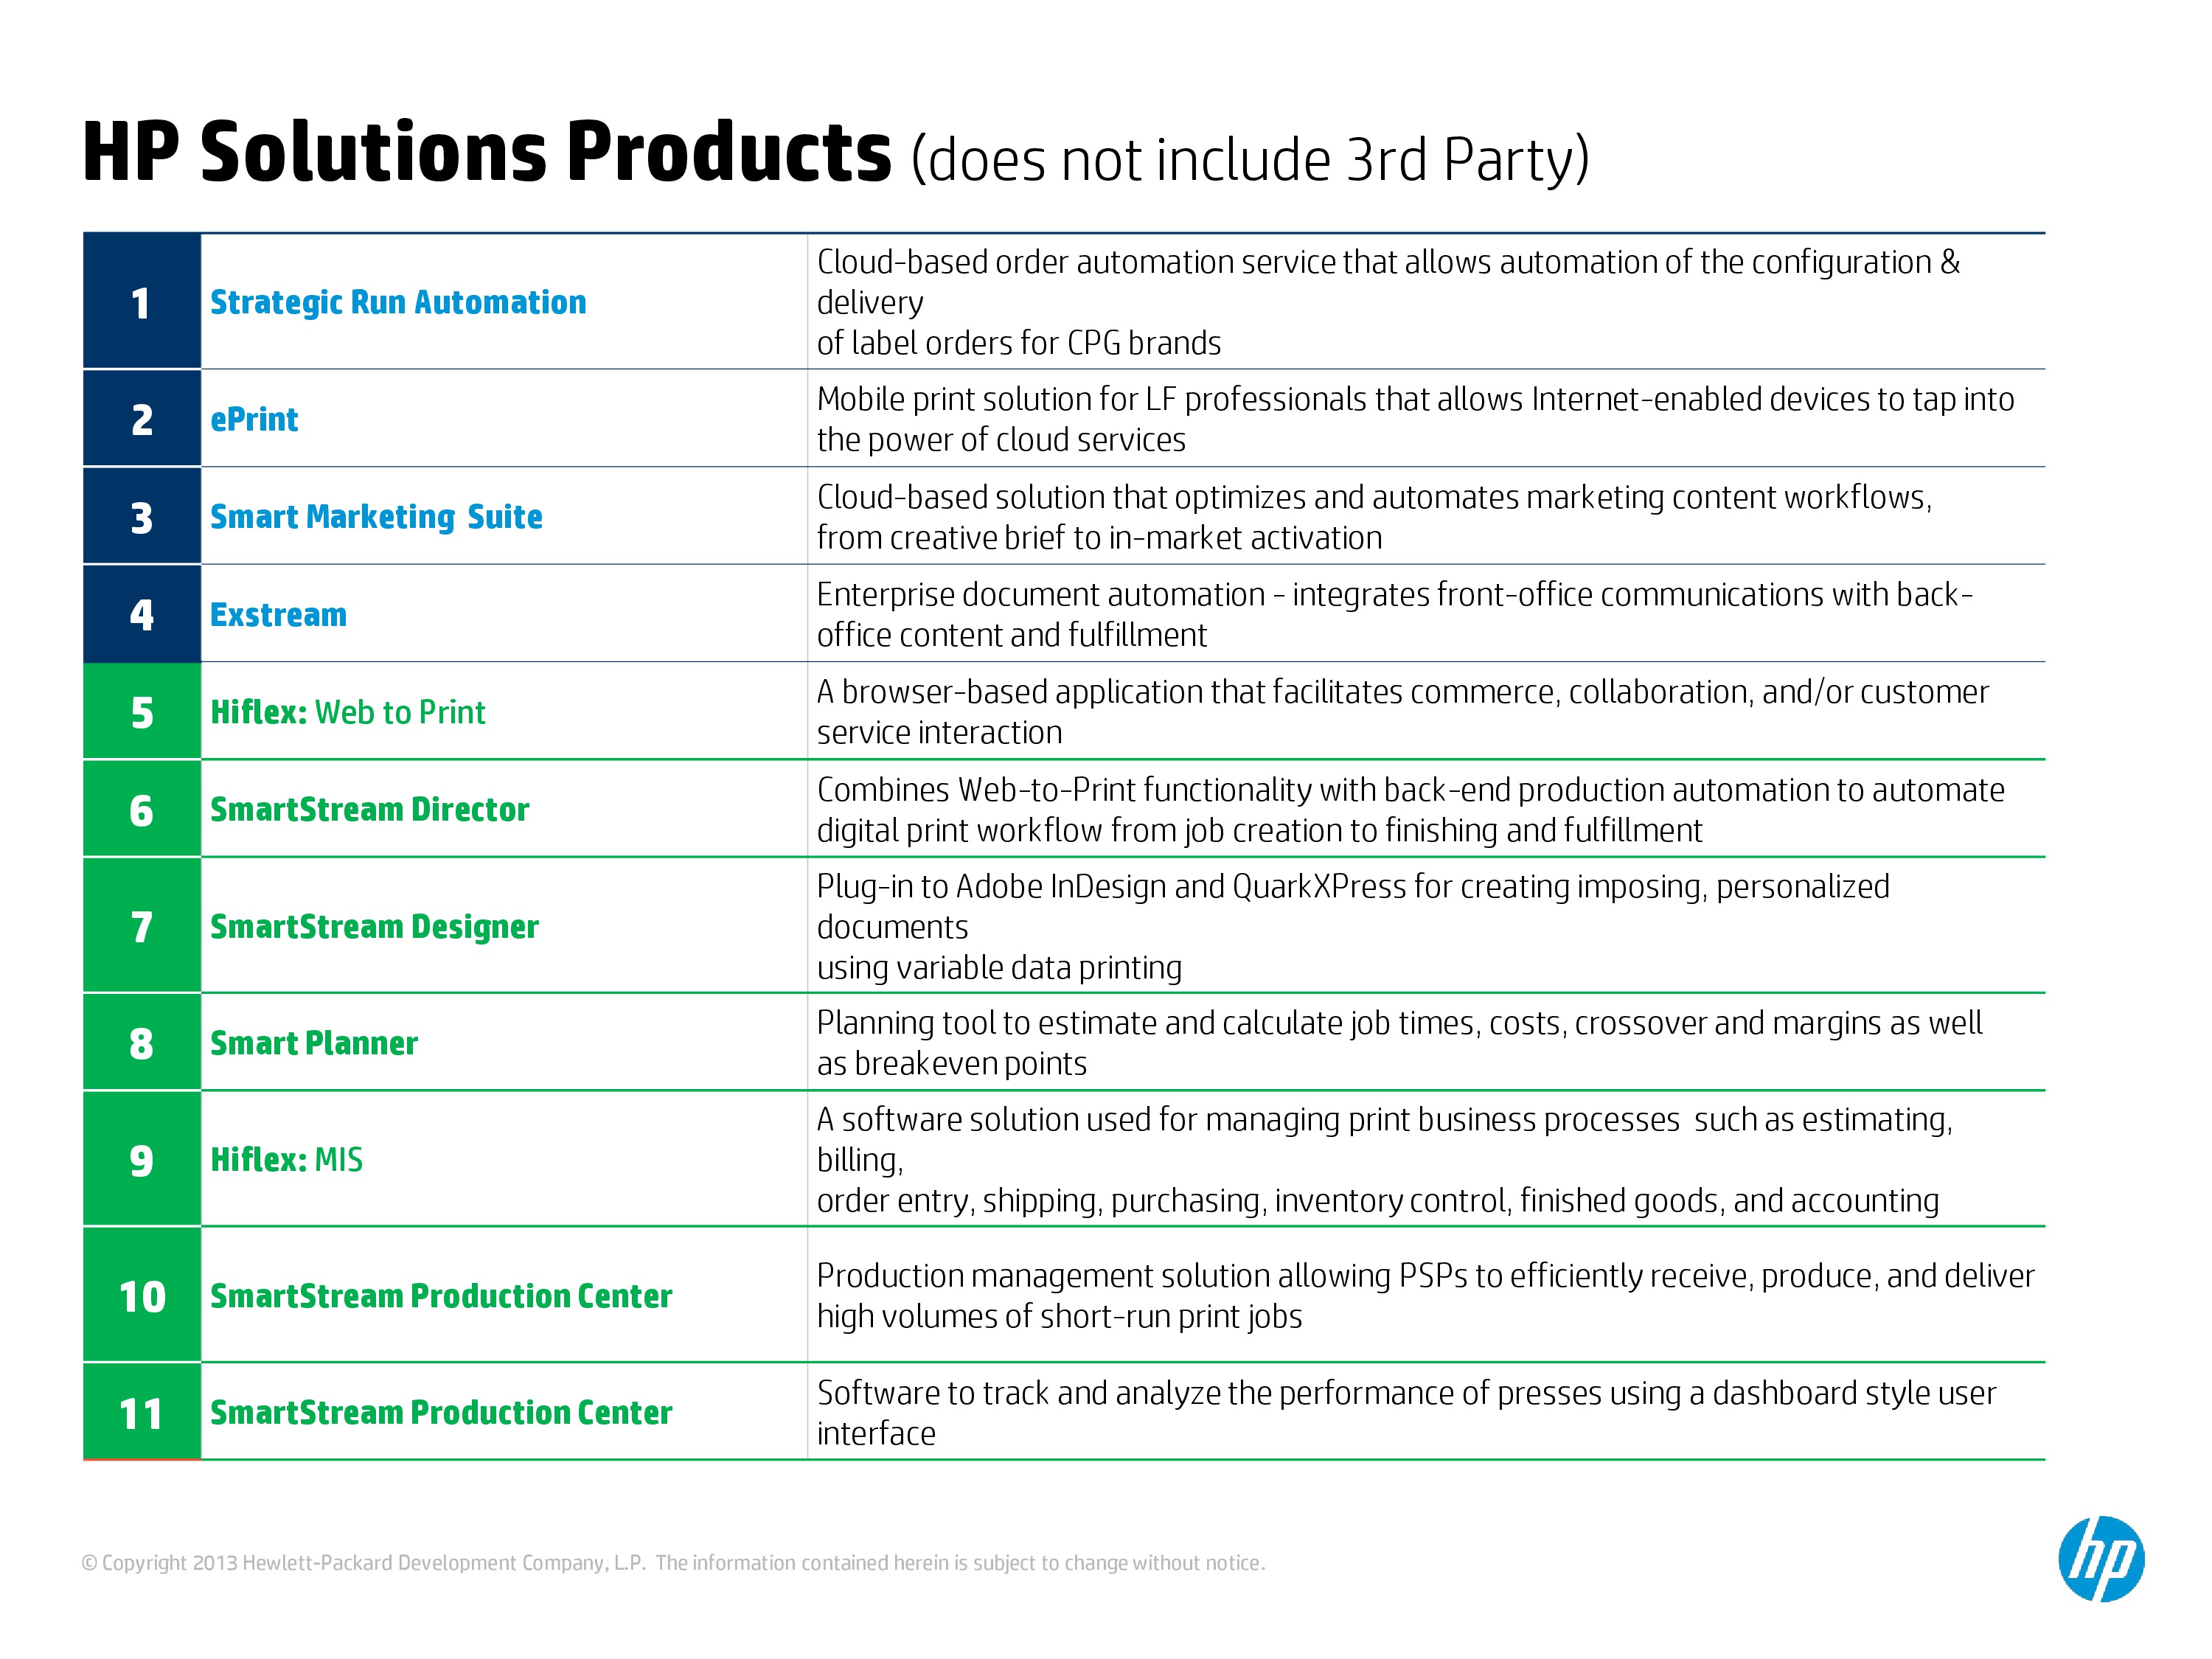 HP Solutions Products (does not include 3rd Party)
1
Strategic Run Automation
Cloud-based order automation service that allows automation of the configuration &
delivery
of label orders for CPG brands
2
ePrint
Mobile print solution for LF professionals that allows Internet-enabled devices to tap into
the power of cloud services
3
Smart Marketing Suite
Cloud-based solution that optimizes and automates marketing content workflows,
from creative brief to in-market activation
4
Exstream
Enterprise document automation - integrates front-office communications with back-
office content and fulfillment
5
Hiflex: Web to Print
A browser-based application that facilitates commerce, collaboration, and/or customer
service interaction
6
SmartStream Director
Combines Web-to-Print functionality with back-end production automation to automate
digital print workflow from job creation to finishing and fulfillment
7
SmartStream Designer
Plug-in to Adobe InDesign and QuarkXPress for creating imposing, personalized
documents
using variable data printing
8
Smart Planner
Planning tool to estimate and calculate job times, costs, crossover and margins as well
as breakeven points
9
Hiflex: MIS
A software solution used for managing print business processes such as estimating,
billing,
order entry, shipping, purchasing, inventory control, finished goods, and accounting
10
SmartStream Production Center
Production management solution allowing PSPs to efficiently receive, produce, and deliver
high volumes of short-run print jobs
11
SmartStream Production Center
Software to track and analyze the performance of presses using a dashboard style user
interface
© Copyright 2013 Hewlett-Packard Development Company, L.P. The information contained herein is subject to change without notice.
hp